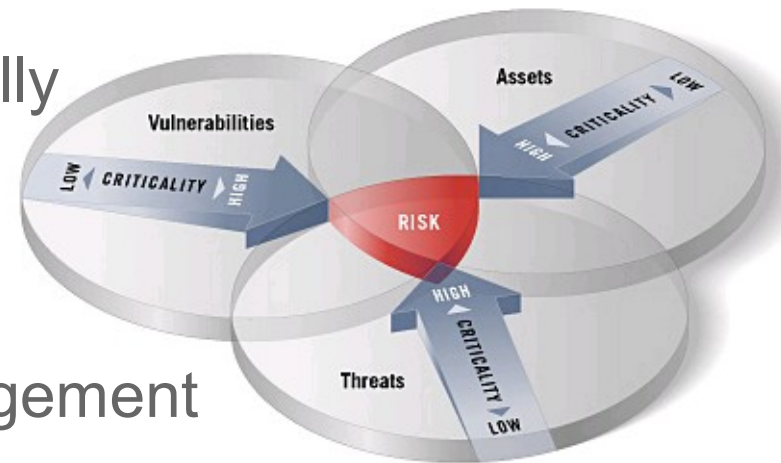 lly
Assets
LOW
CRITICALITY
HIGH
Vulnerabilities
LOW
CRITICALITY
HIGH
RISK
HIGH
CRITICALITY
LOW
Threats
gement